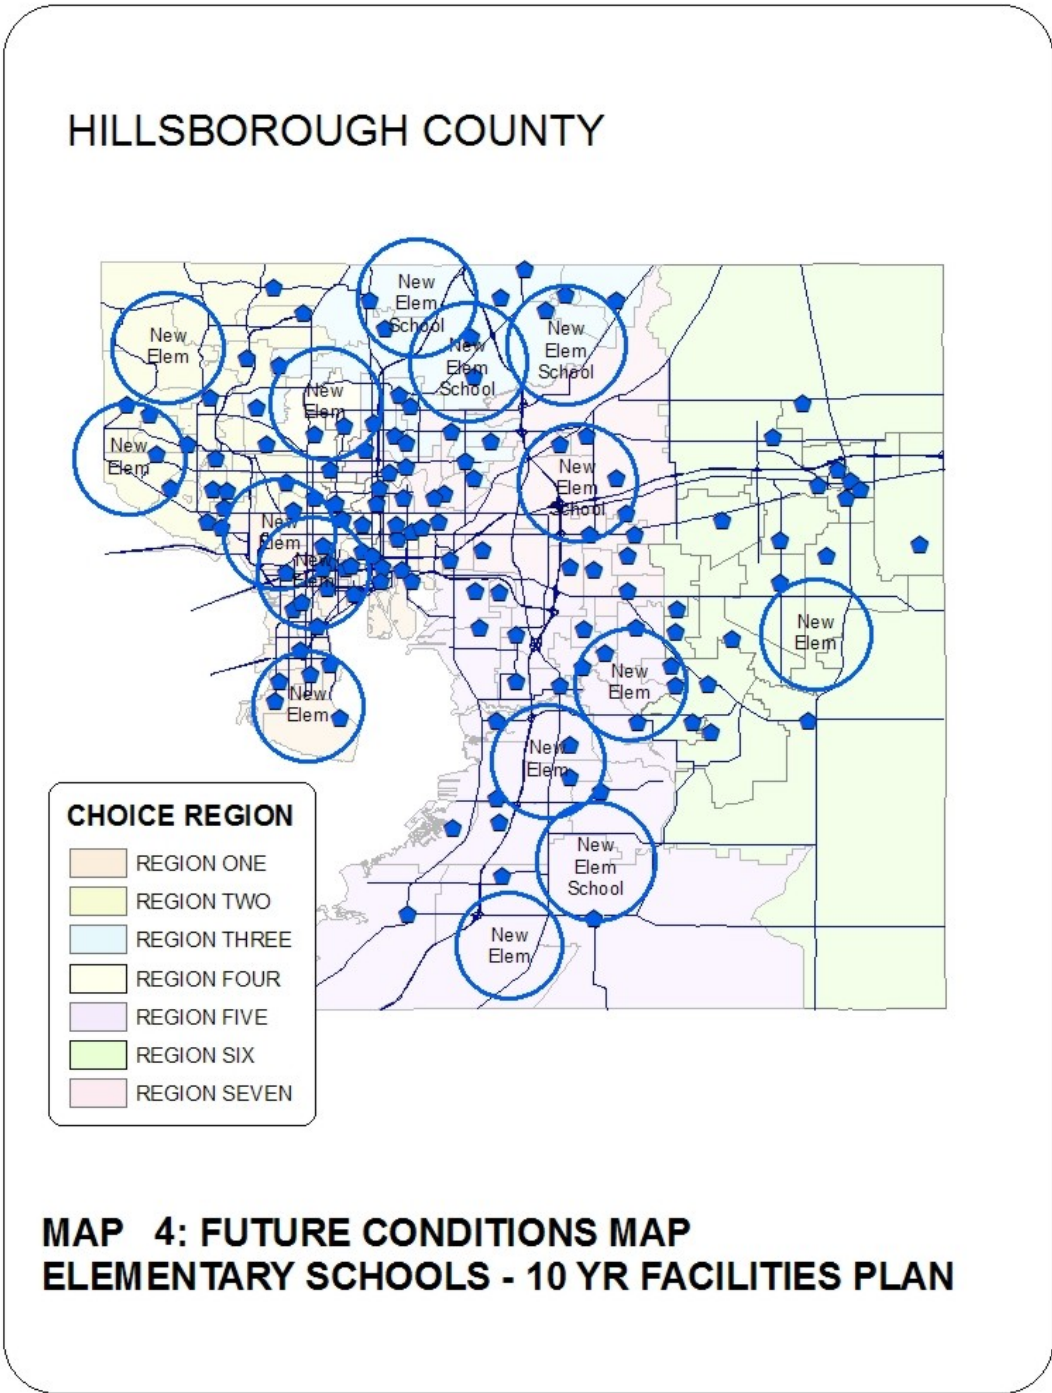 HILLSBOROUGH COUNTY
New
Elem
School
New
Elem
New
Elem
School
New
Elem
School
New
Elem
New
Elem
New
Elem
School
New
Elem
New
Elem
New
Elem
New
Elem
New
Elem
New
Elem
New
Elem
School
New
Elem
CHOICE REGION
REGION ONE
REGION TWO
REGION THREE
REGION FOUR
REGION FIVE
REGION SIX
REGION SEVEN
MAP 4: FUTURE CONDITIONS MAP
ELEMENTARY SCHOOLS - 10 YR FACILITIES PLAN